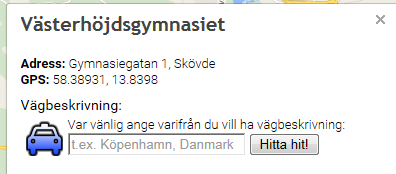 Västerhöjdsgymnasiet
Adress: Gymnasiegatan 1, Skövde
GPS: 58.38931, 13.8398
Vägbeskrivning:
Var vänlig ange varifrån du vill ha vägbeskrivning:
t.ex. Köpenhamn, Danmark Hitta hit!